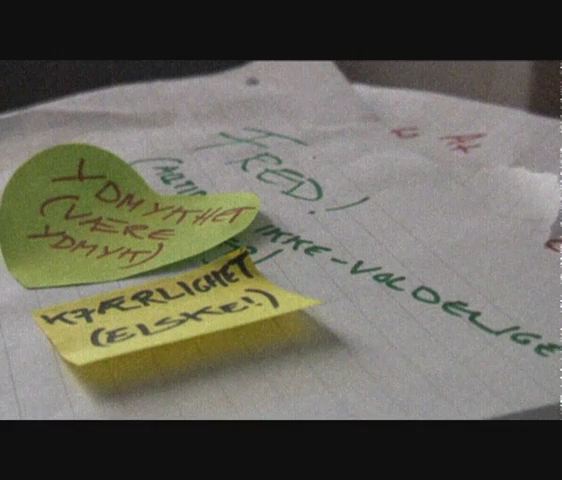 FRED!
IKKE-VOLDELIGE
YDMYKHET
(VÆRE
YDMYK)
KJÆRLIGHET
(ELSKE!)